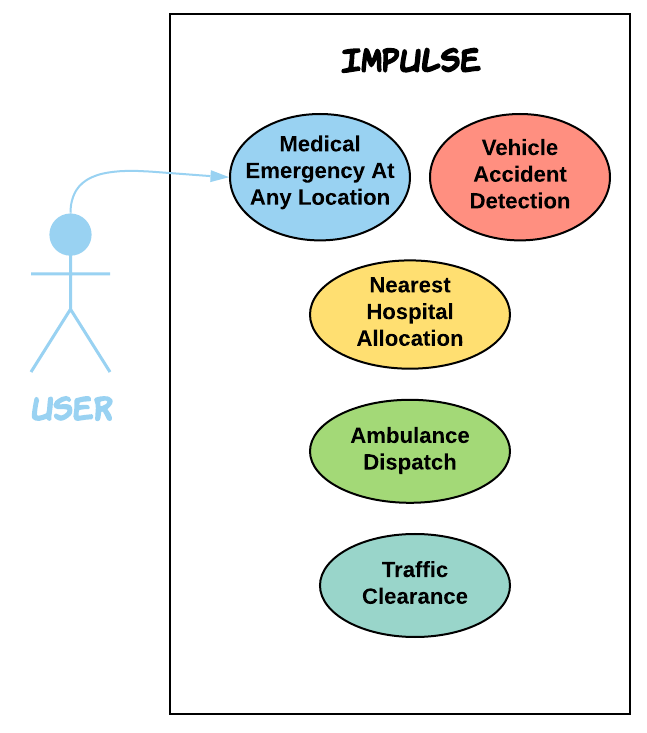 IMPULSE
Medical
Emergency At
Any Location
Vehicle
Accident
Detection
Nearest
Hospital
Allocation
Ambulance
Dispatch
Traffic
Clearance
USER